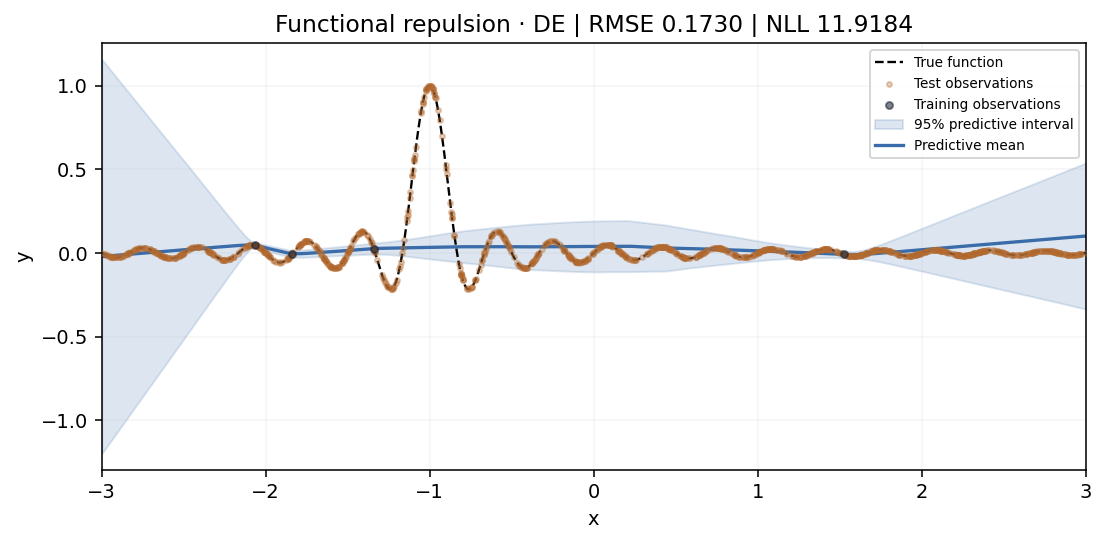 Functional repulsion · DE | RMSE 0.1730 | NLL 11.9184
True function
Test observations
Training observations
95% predictive interval
Predictive mean
1.0
0.5
0.0
−0.5
−1.0
y
−3
−2
−1
0
1
2
3
x